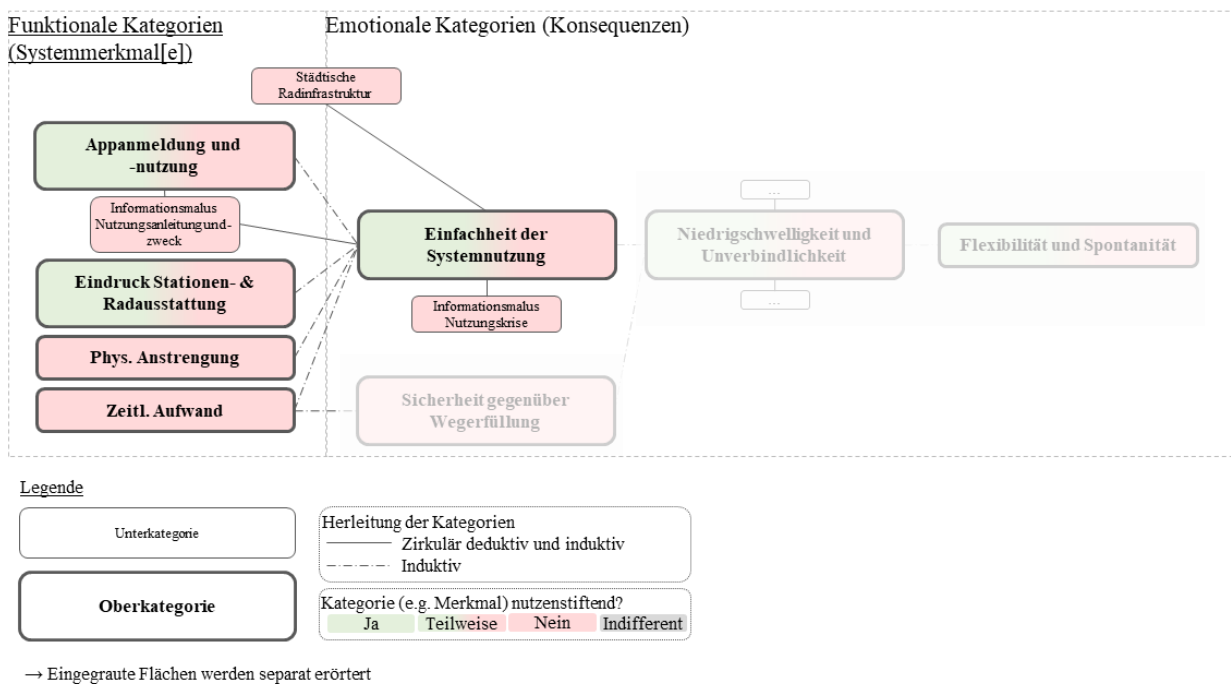 Funktionale Kategorien
(Systemmerkmal[e])
Emotionale Kategorien (Konsequenzen)
Städtische
Radinfrastruktur
Appanmeldung und
-nutzung
Informationsmalus
Nutzungsanleitungund-
zweck
Eindruck Stationen- &
Radausstattung
Phys. Anstrengung
Zeitl. Aufwand
Einfachheit der
Systemnutzung
Informationsmalus
Nutzungskrise
Sicherheit gegenüber
Wegerfüllung
...
Niedrigschwelligkeit und
Unverbindlichkeit
...
Flexibilität und Spontanität
Legende
Unterkategorie
Oberkategorie
Herleitung der Kategorien
Zirkulär deduktiv und induktiv
Induktiv
Kategorie (e.g. Merkmal) nutzenstiftend?
Ja Teilweise Nein Indifferent
→ Eingegraute Flächen werden separat erörtert